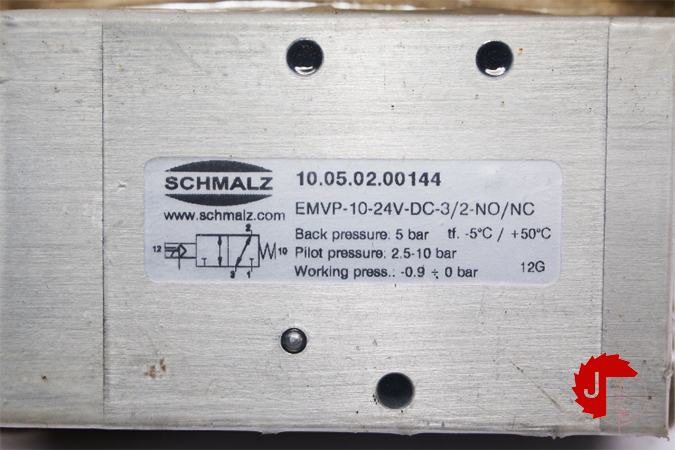 SCHMALZ
www.schmalz.com
10.05.02.00144
EMVP-10-24V-DC-3/2-NO/NC
Back pressure: 5 bar tf. -5°C / +50°C
Pilot pressure: 2.5-10 bar
Working press.: -0.9 ÷ 0 bar 12G
2
12
10
3 1
J